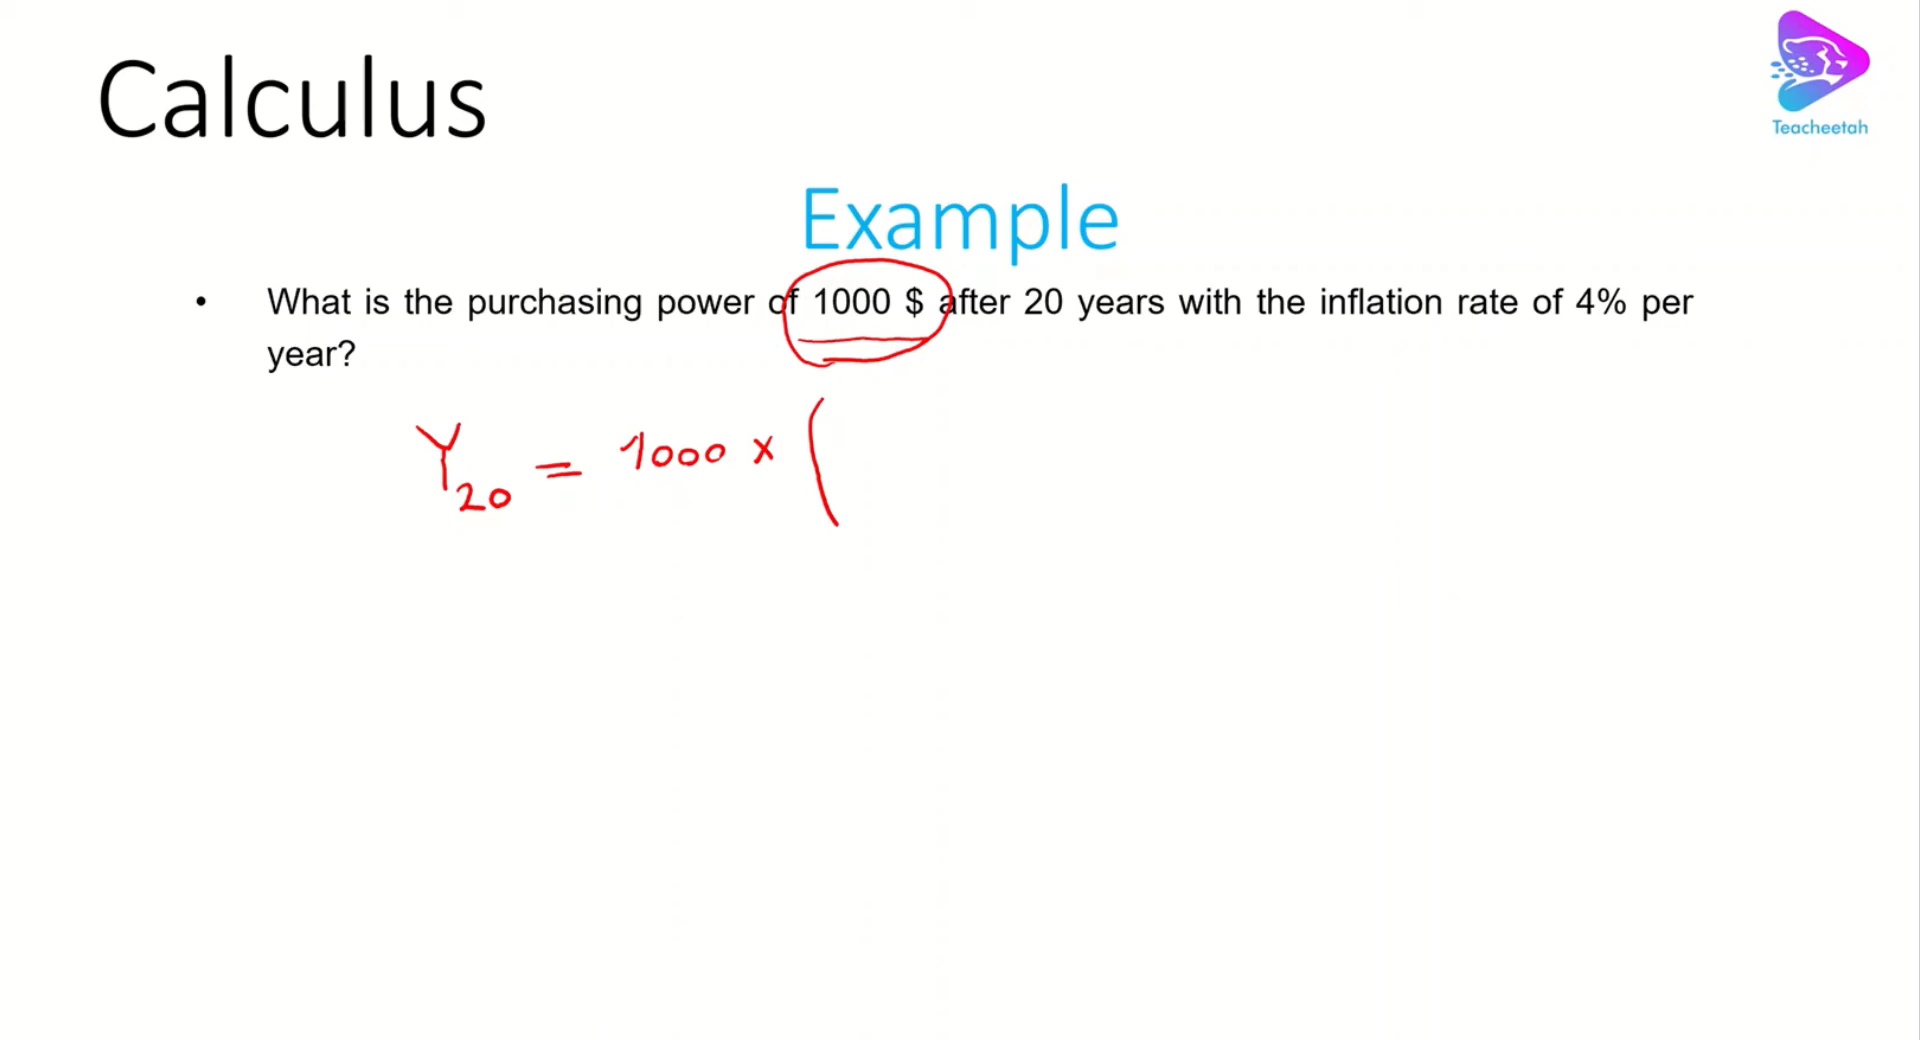 Calculus
Teacheetah
Example
• What is the purchasing power of 1000 $ after 20 years with the inflation rate of 4% per
year?
Y₂₀ = 1000 × (